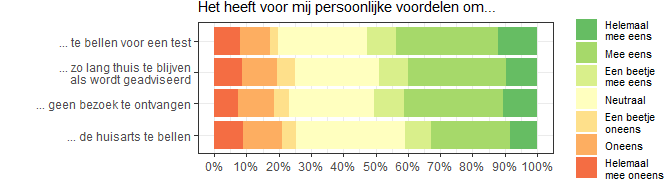 Het heeft voor mij persoonlijke voordelen om...
... te bellen voor een test
... zo lang thuis te blijven
als wordt geadviseerd
... geen bezoek te ontvangen
... de huisarts te bellen
0% 10% 20% 30% 40% 50% 60% 70% 80% 90% 100%
Helemaal
mee eens
Mee eens
Een beetje
mee eens
Neutraal
Een beetje
oneens
Oneens
Helemaal
mee oneens